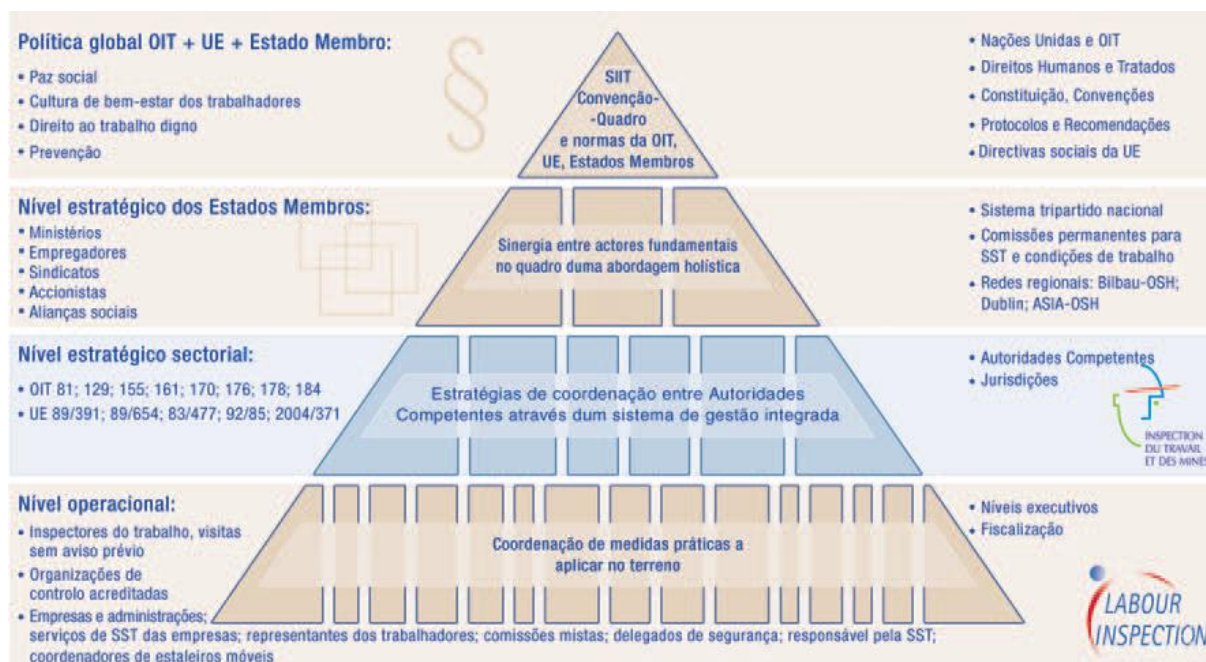 Política global OIT + UE + Estado Membro:
• Paz social
• Cultura de bem-estar dos trabalhadores
• Direito ao trabalho digno
• Prevenção
§
SIIT
Convenção-
-Quadro
e normas da OIT,
UE, Estados Membros
• Nações Unidas e OIT
• Direitos Humanos e Tratados
• Constituição, Convenções
• Protocolos e Recomendações
• Directivas sociais da UE
Nível estratégico dos Estados Membros:
• Ministérios
• Empregadores
• Sindicatos
• Accionistas
• Alianças sociais
Sinergia entre actores fundamentais
no quadro duma abordagem holística
• Sistema tripartido nacional
• Comissões permanentes para
SST e condições de trabalho
• Redes regionais: Bilbau-OSH;
Dublin; ASIA-OSH
Nível estratégico sectorial:
• OIT 81; 129; 155; 161; 170; 176; 178; 184
• UE 89/391; 89/654; 83/477; 92/85; 2004/371
Estratégias de coordenação entre Autoridades
Competentes através dum sistema de gestão integrada
• Autoridades Competentes
• Jurisdições
INSPECTION
DU TRAVAIL
ET DES MINES
Nível operacional:
• Inspectores do trabalho, visitas
sem aviso prévio
• Organizações de
controlo acreditadas
• Empresas e administrações;
serviços de SST das empresas; representantes dos trabalhadores; comissões mistas; delegados de segurança; responsável pela SST;
coordenadores de estaleiros móveis
Coordenação de medidas práticas a
aplicar no terreno
• Níveis executivos
• Fiscalização
LABOUR
INSPECTION